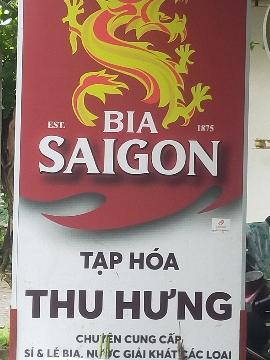 EST. BIA 1875
SAIGON
TẠP HÓA
THU HƯNG
CHUYÊN CUNG CẤP
SỈ & LẺ BIA, NƯỚC GIẢI KHÁT CÁC LOẠI